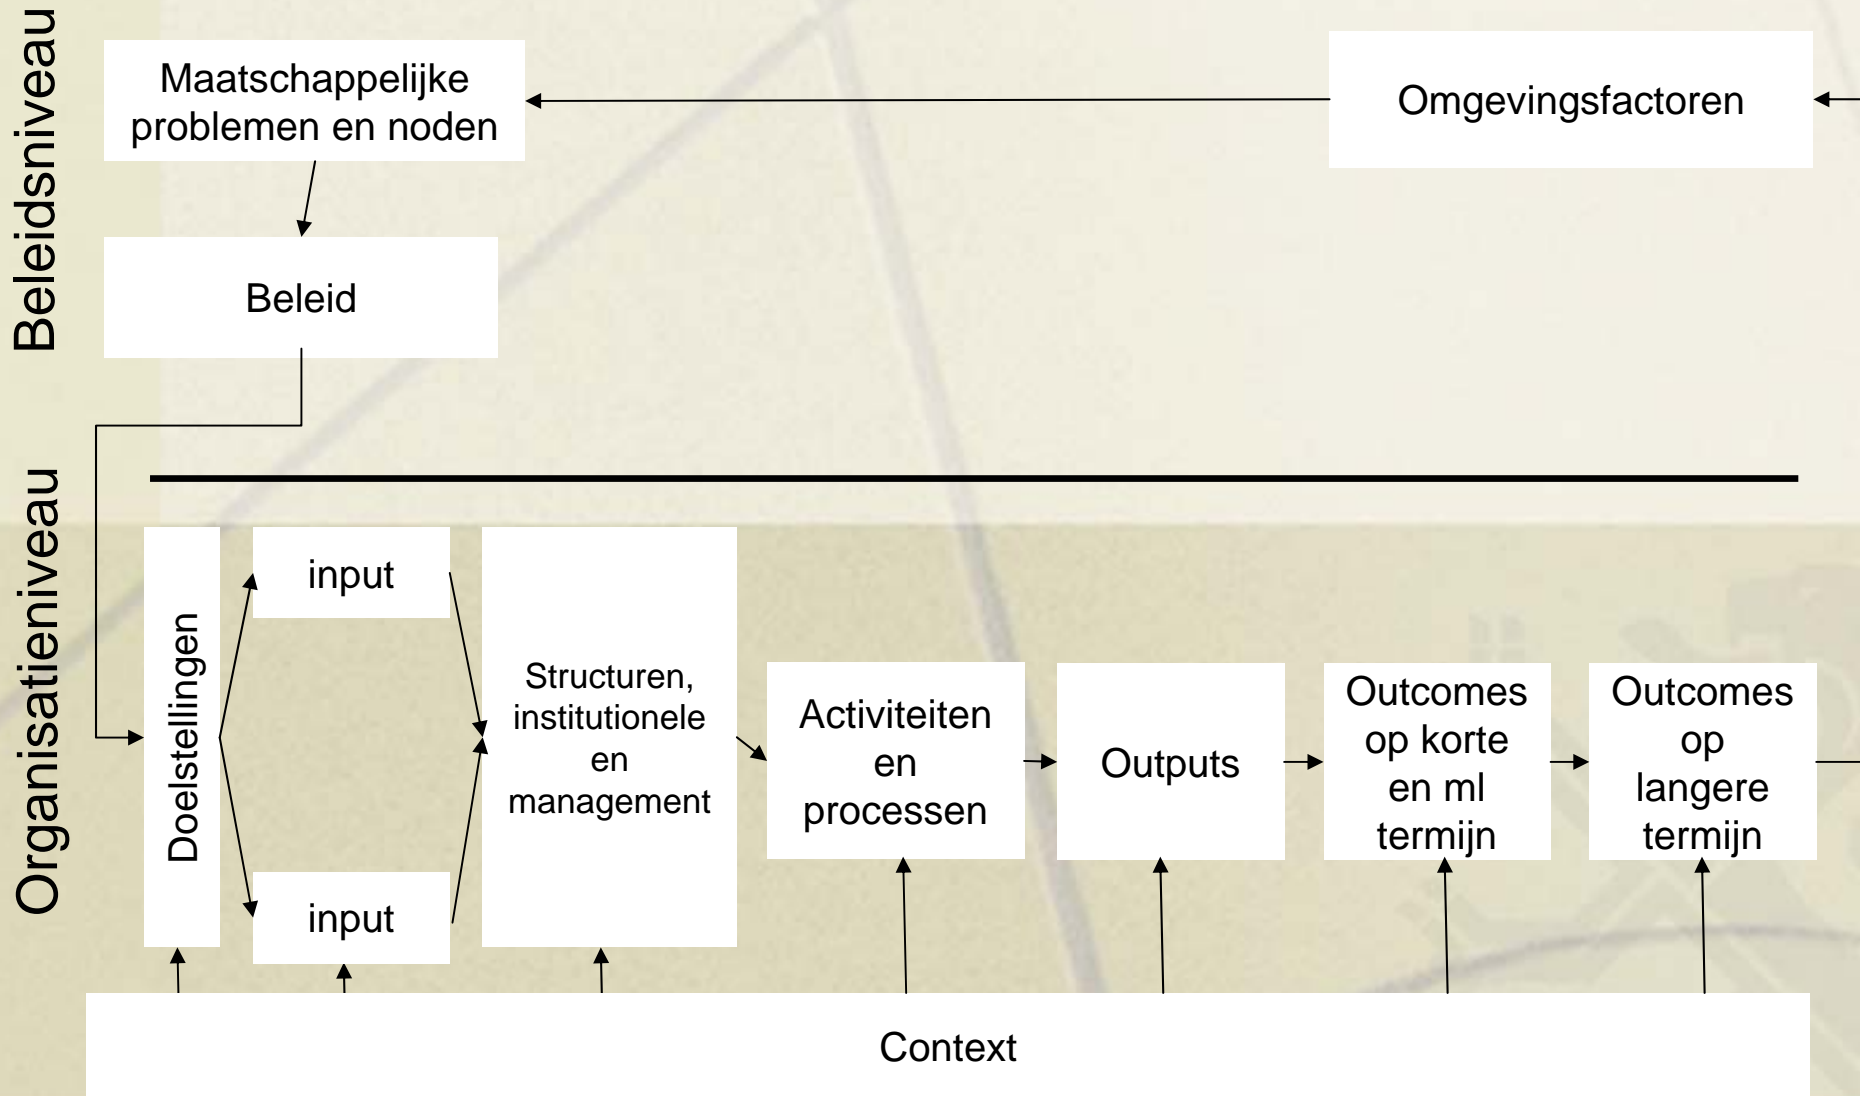 Beleidsniveau
Maatschappelijke
problemen en noden
Omgevingsfactoren
Beleid
Organisatieniveau
Doelstellingen
input
input
Structuren,
institutionele
en
management
Activiteiten
en
processen
Outputs
Outcomes
op korte
en ml
termijn
Outcomes
op
langere
termijn
Context